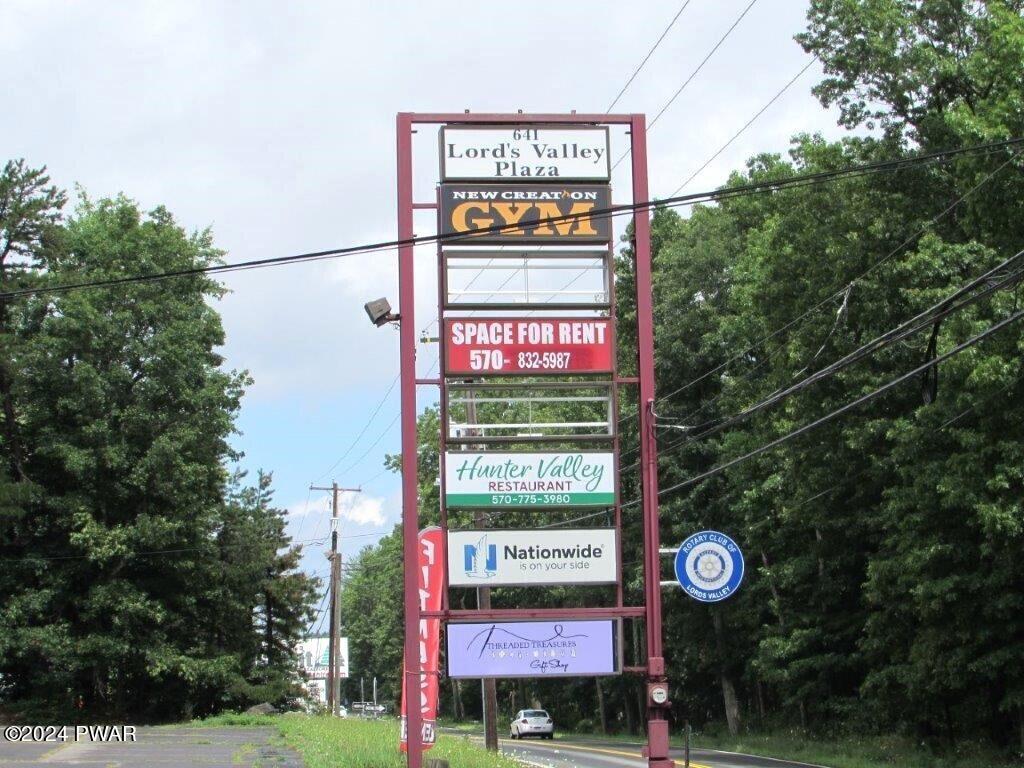 641
Lord's Valley
Plaza
NEW CREATION
GYM
SPACE FOR RENT
570- 832-5987
Hunter Valley
RESTAURANT
570-775-3980
N Nationwide®
is on your side
ROTARY CLUB OF
LORDS VALLEY
THREADED TREASURES
Gift Shop
FITNESS
©2024 PWAR